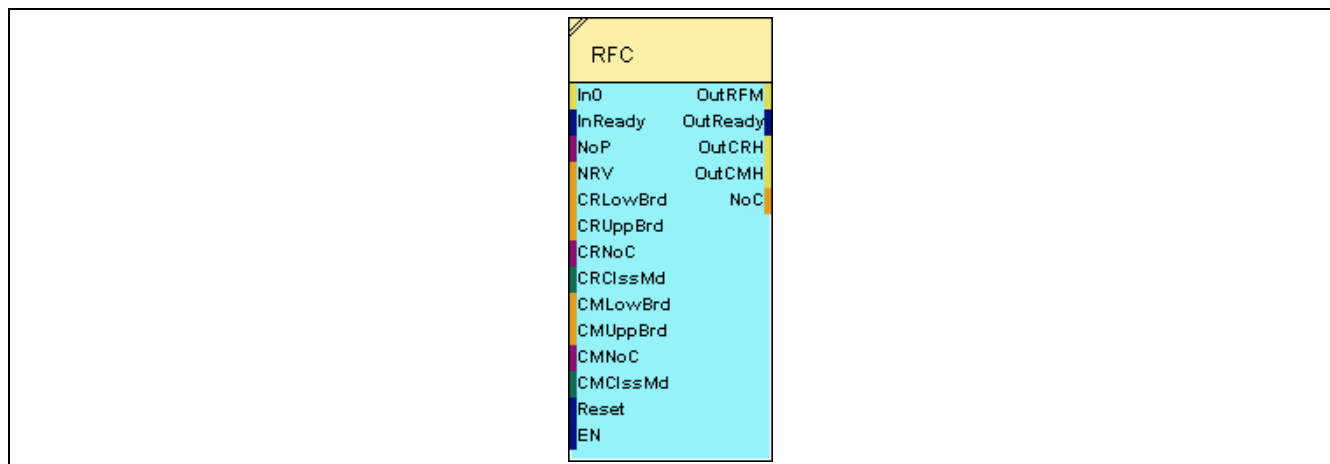 RFC
In0 OutRFM
InReady OutReady
NoP OutCRH
NRV OutCMH
CRLowBrd NoC
CRUppBrd
CRNoC
CRClssMd
CMLowBrd
CMUppBrd
CMNoC
CMClssMd
Reset
EN